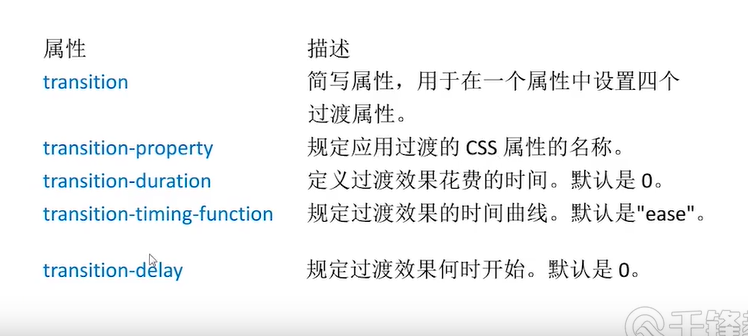 属性 描述
transition 简写属性，用于在一个属性中设置四个
过渡属性。
transition-property 规定应用过渡的 CSS 属性的名称。
transition-duration 定义过渡效果花费的时间。默认是 0。
transition-timing-function 规定过渡效果的时间曲线。默认是"ease"。
transition-delay 规定过渡效果何时开始。默认是 0。
千锋